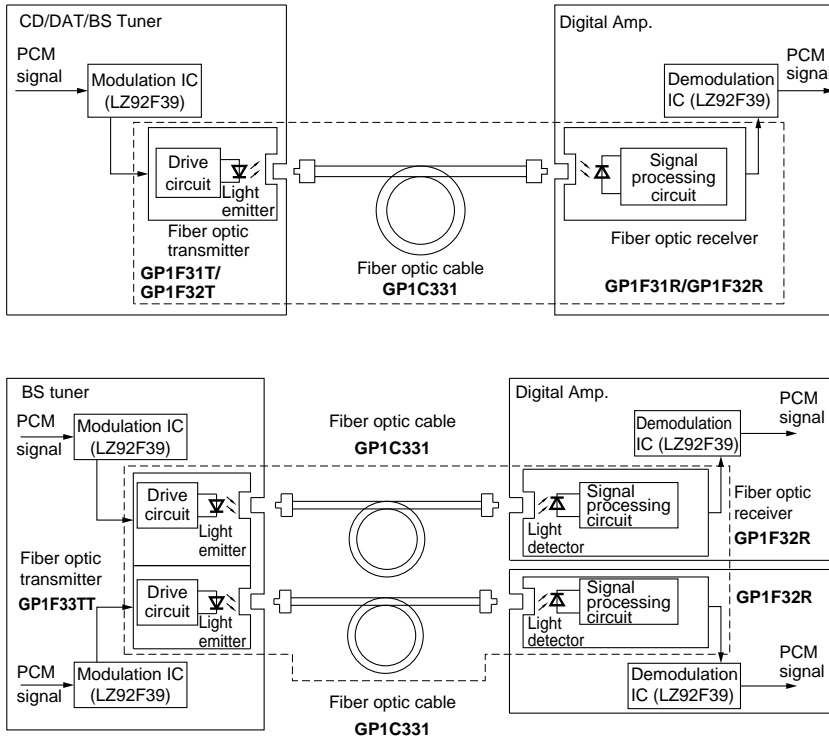 CD/DAT/BS Tuner
PCM
signal
Modulation IC
(LZ92F39)
Drive
circuit
Light
emitter
Fiber optic
transmitter
GP1F31T/
GP1F32T
Fiber optic cable
GP1C331
Digital Amp.
Demodulation
IC (LZ92F39)
PCM
signal
Signal
processing
circuit
Fiber optic recelver
GP1F31R/GP1F32R
BS tuner
PCM
signal
Modulation IC
(LZ92F39)
Drive
circuit
Light
emitter
Fiber optic
transmitter
GP1F33TT
Drive
circuit
Light
emitter
PCM
signal
Modulation IC
(LZ92F39)
Fiber optic cable
GP1C331
Fiber optic cable
GP1C331
Digital Amp.
Demodulation
IC (LZ92F39)
PCM
signal
Signal
processing
circuit
Light
detector
Fiber optic
receiver
GP1F32R
Signal
processing
circuit
Light
detector
GP1F32R
Demodulation
IC (LZ92F39)
PCM
signal